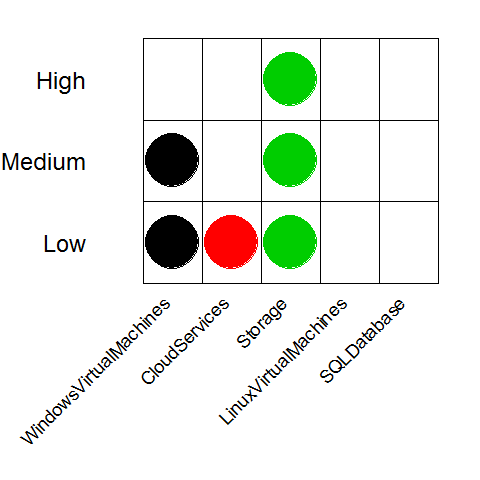 High
Medium
Low
WindowsVirtualMachines
CloudServices
Storage
LinuxVirtualMachines
SQLDatabase